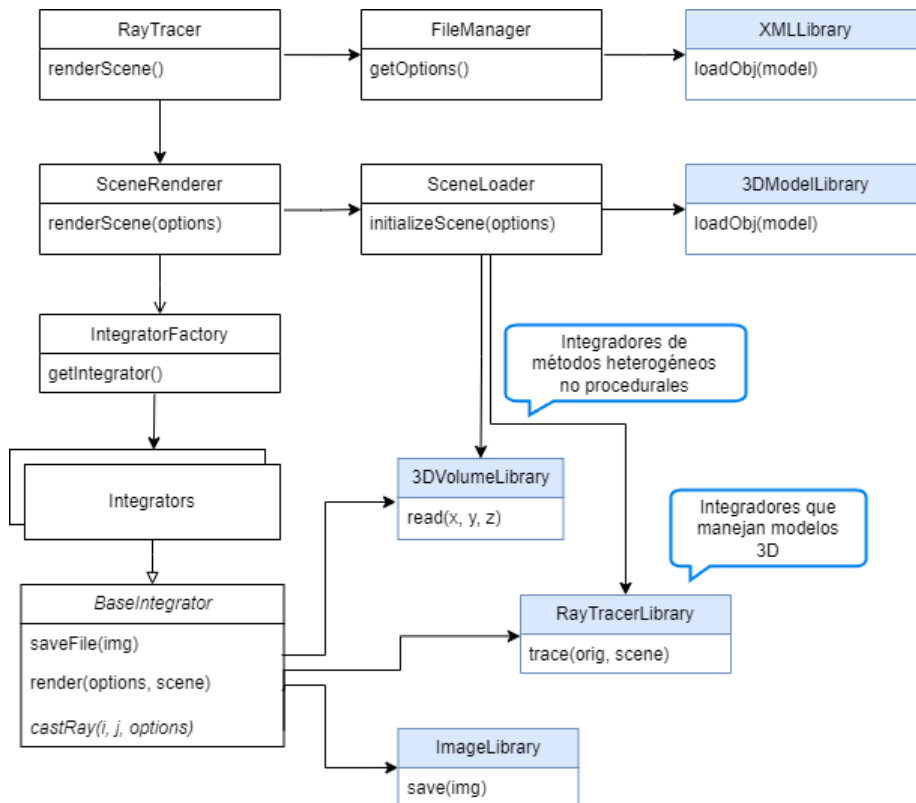 RayTracer
renderScene()
FileManager
getOptions()
XMLLibrary
loadObj(model)
SceneRenderer
renderScene(options)
SceneLoader
initializeScene(options)
3DModelLibrary
loadObj(model)
IntegratorFactory
getIntegrator()
Integradores de
métodos heterogéneos
no procedurales
Integrators
3DVolumeLibrary
read(x, y, z)
Integradores que
manejan modelos
3D
BaseIntegrator
saveFile(img)
render(options, scene)
castRay(i, j, options)
RayTracerLibrary
trace(orig, scene)
ImageLibrary
save(img)